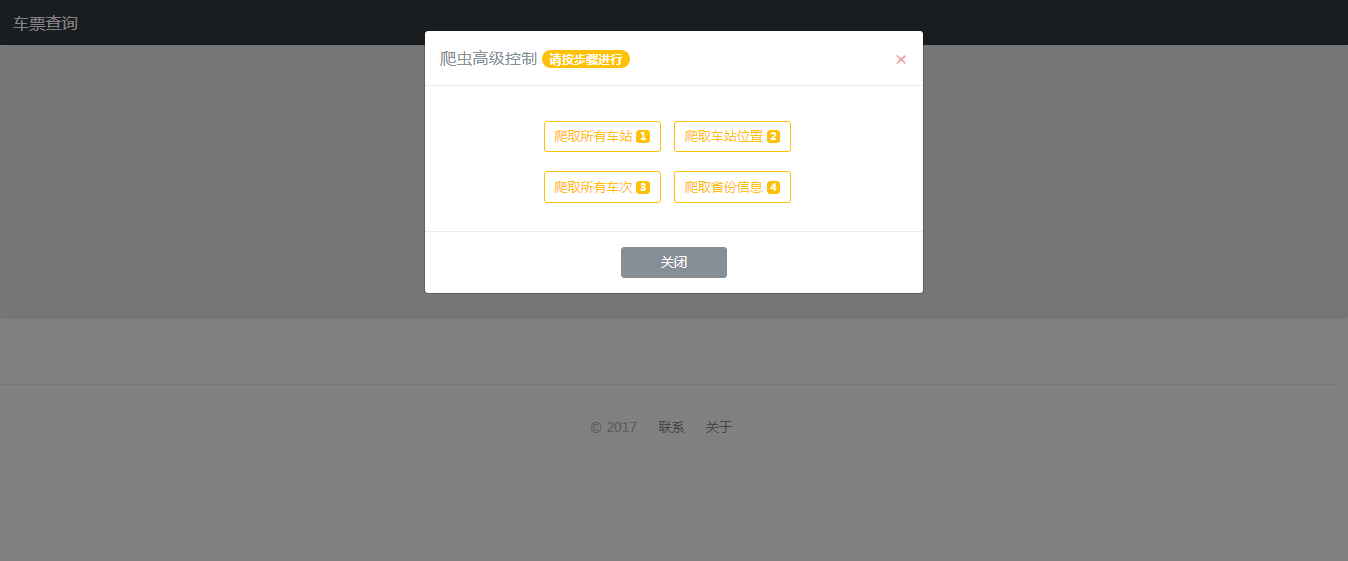 车票查询
爬虫高级控制 请按步骤进行 ×
爬取所有车站 1 爬取车站位置 2
爬取所有车次 3 爬取省份信息 4
关闭
© 2017 联系 关于